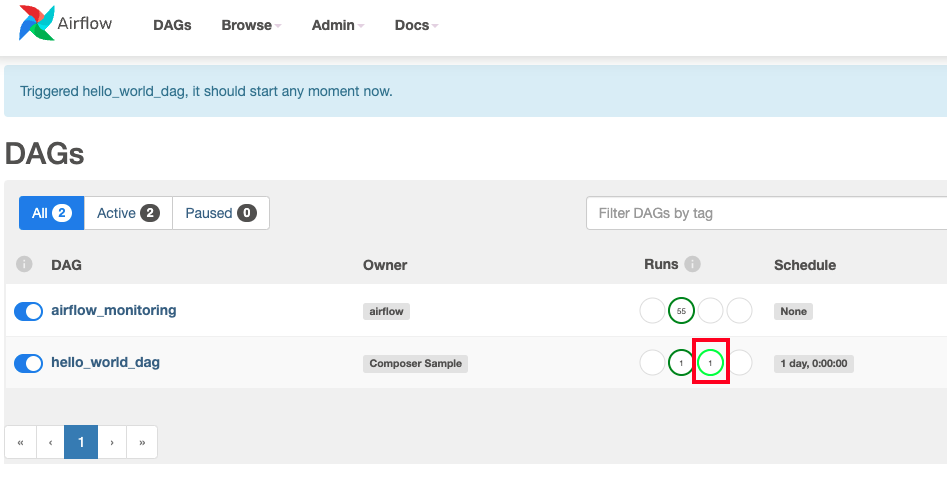 Airflow DAGs Browse Admin Docs
Triggered hello_world_dag, it should start any moment now.
DAGs
All 2 Active 2 Paused 0 Filter DAGs by tag
i DAG Owner Runs i Schedule
airflow_monitoring airflow 55 None
hello_world_dag Composer Sample 1 1 1 day, 0:00:00
« ‹ 1 › »